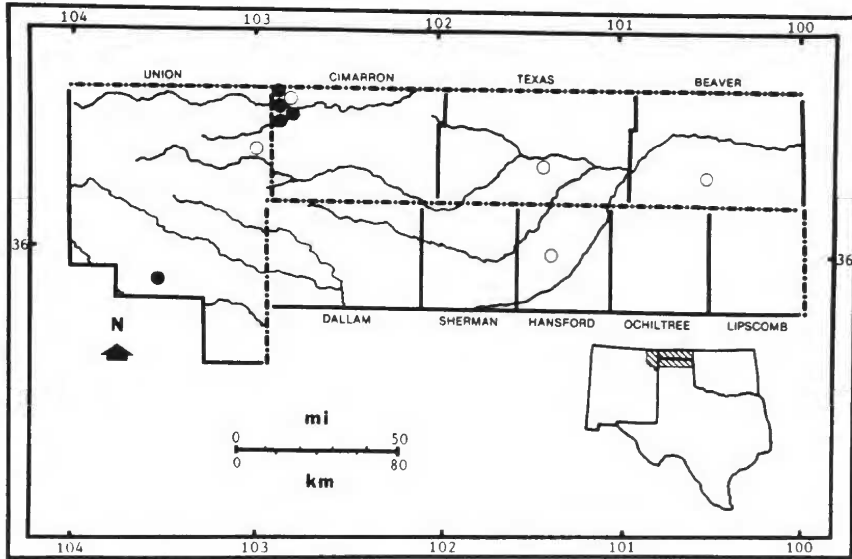 104 103 102 101 100
UNION CIMARRON TEXAS BEAVER
36 36
DALLAM SHERMAN HANSFORD OCHILTREE LIPSCOMB
N
mi
0 50
0 80
km
104 103 102 101 100